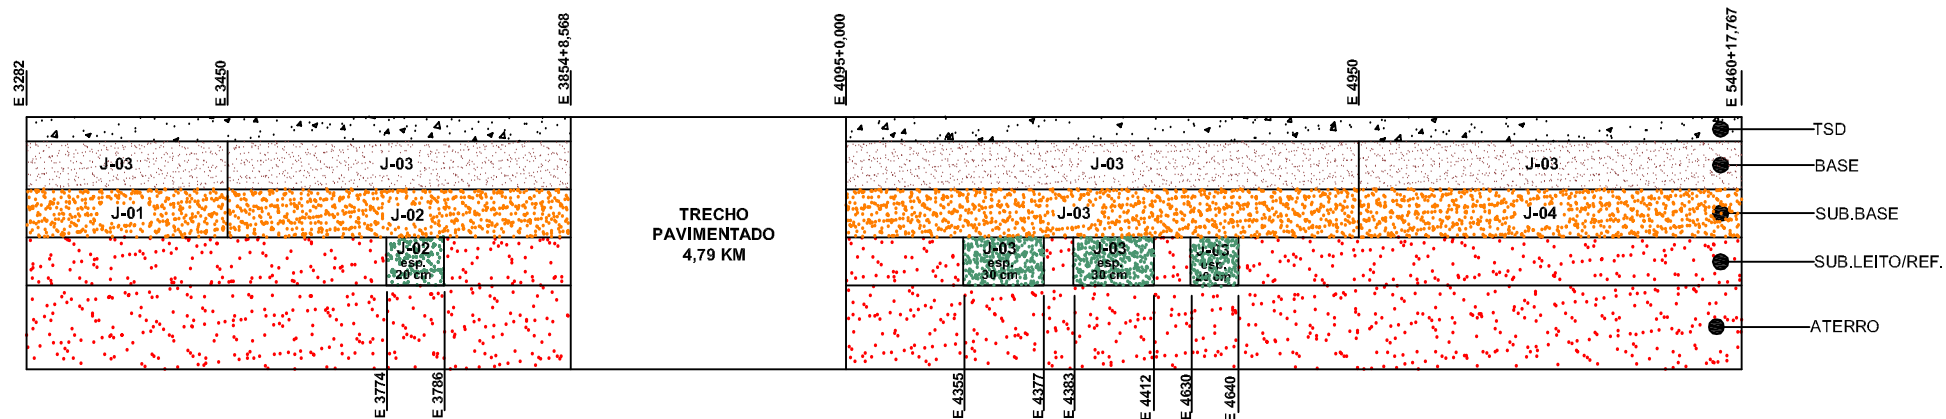 E 3282
E 3450
E 3854+8,568
E 4095+0,000
E 4950
E 5460+17,767
TSD
J-03
J-03
J-03
J-03
BASE
J-01
J-02
TRECHO
PAVIMENTADO
4,79 KM
J-03
J-04
SUB.BASE
J-02
esp.
20 cm
J-03
esp.
30 cm
J-03
esp.
30 cm
J-03
esp.
cm
SUB.LEITO/REF.
ATERRO
E 3774
E 3786
E 4355
E 4377
E 4383
E 4412
E 4630
E 4640